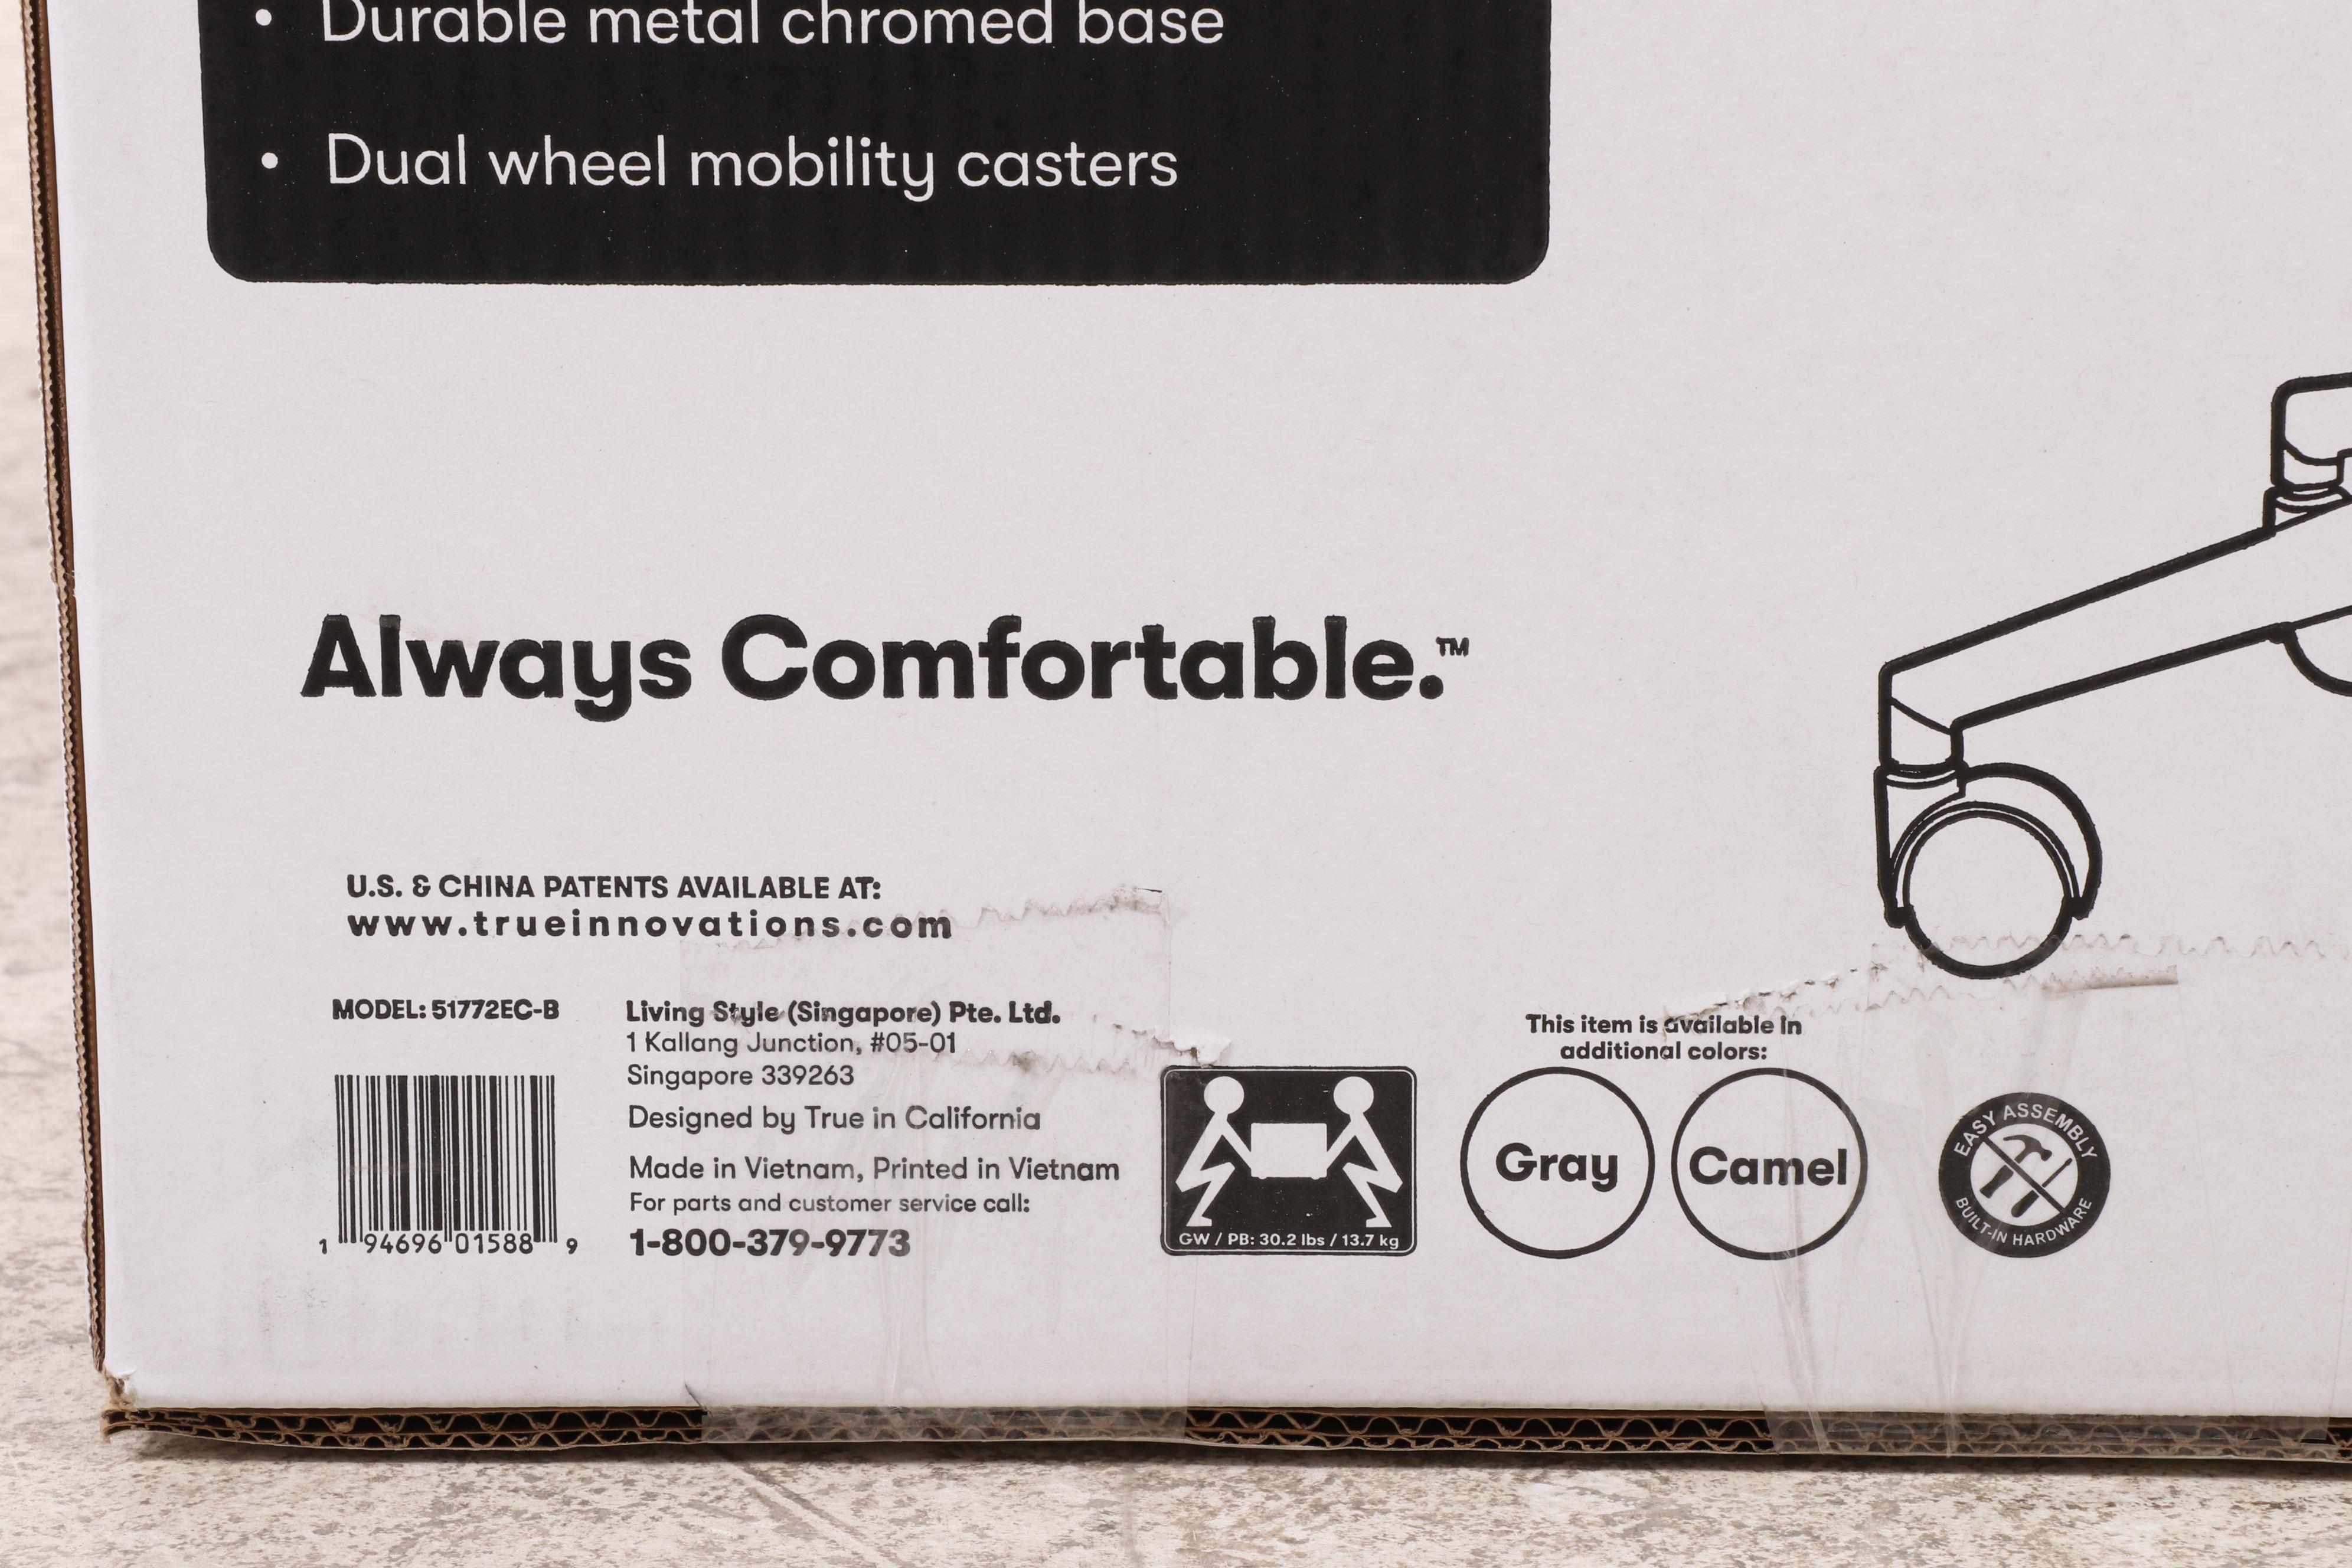 • Durable metal chromed base
• Dual wheel mobility casters
Always Comfortable.™
U.S. & CHINA PATENTS AVAILABLE AT:
www.trueinnovations.com
MODEL: 51772EC-B
1 94696 01588 9
Living Style (Singapore) Pte. Ltd.
1 Kallang Junction, #05-01
Singapore 339263
Designed by True in California
Made in Vietnam, Printed in Vietnam
For parts and customer service call:
1-800-379-9773
GW / PB: 30.2 lbs / 13.7 kg
This item is available in
additional colors:
Gray
Camel
EASY ASSEMBLY
BUILT-IN HARDWARE